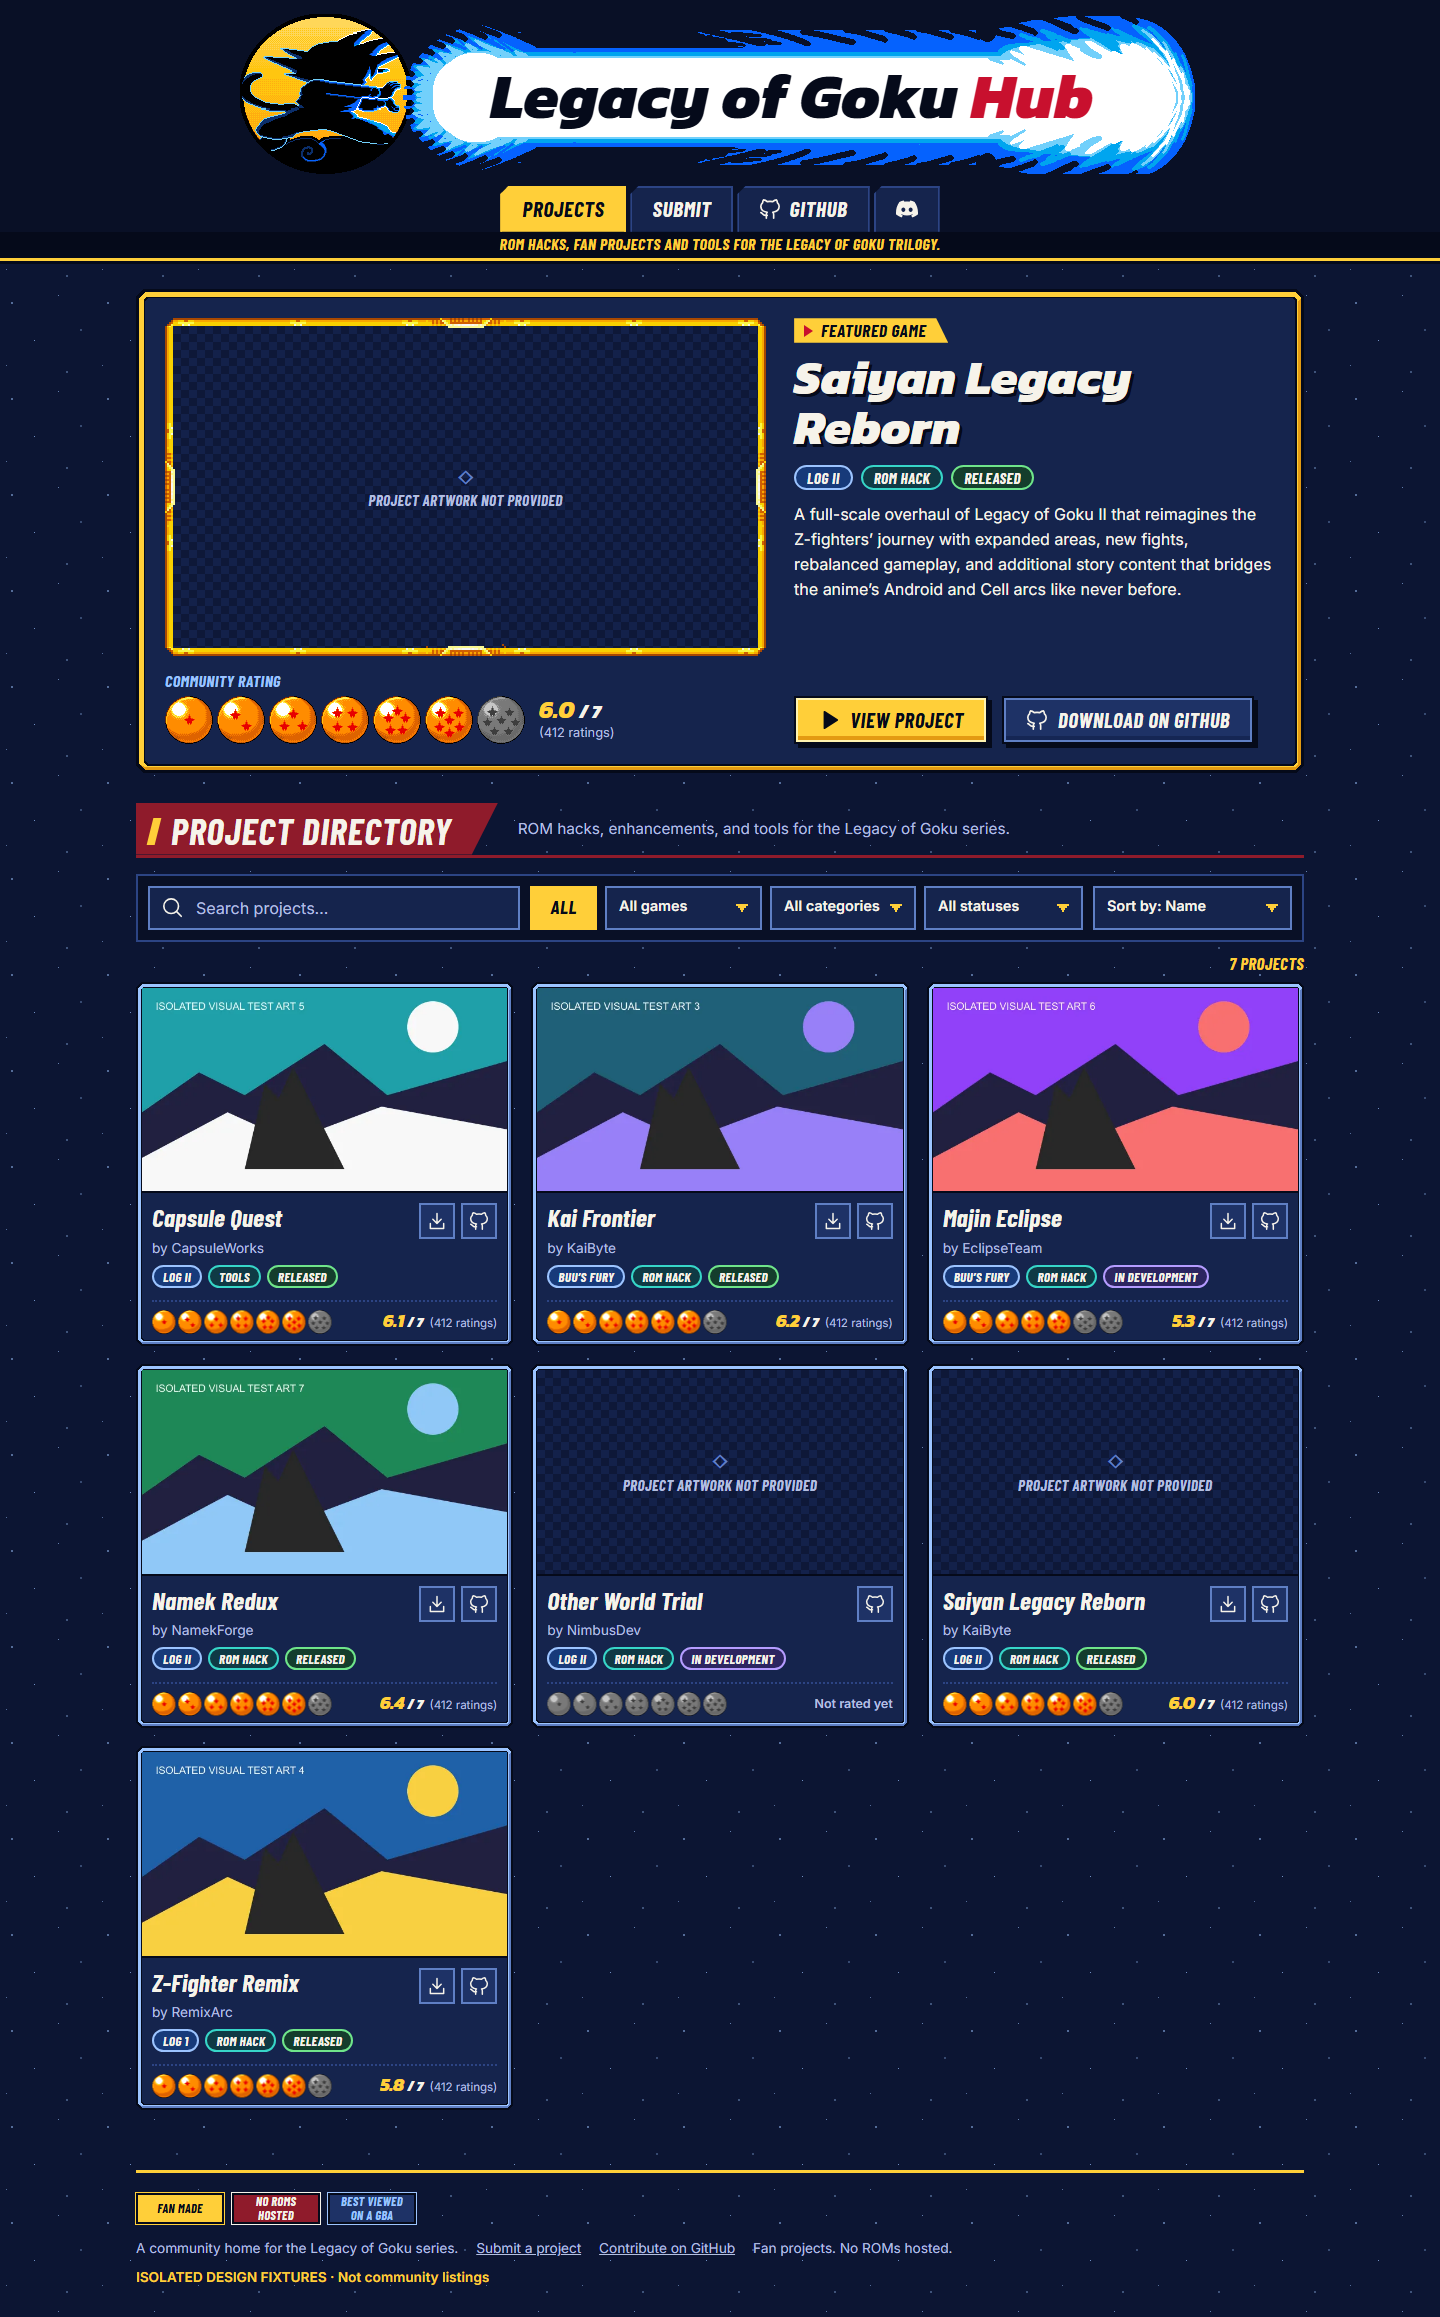 Legacy of Goku Hub
PROJECTS
SUBMIT
GITHUB
ROM HACKS, FAN PROJECTS AND TOOLS FOR THE LEGACY OF GOKU TRILOGY.
PROJECT ARTWORK NOT PROVIDED
COMMUNITY RATING
6.0 / 7
(412 ratings)
FEATURED GAME
Saiyan Legacy
Reborn
LOG II
ROM HACK
RELEASED
A full-scale overhaul of Legacy of Goku II that reimagines the
Z-fighters’ journey with expanded areas, new fights,
rebalanced gameplay, and additional story content that bridges
the anime’s Android and Cell arcs like never before.
VIEW PROJECT
DOWNLOAD ON GITHUB
PROJECT DIRECTORY
ROM hacks, enhancements, and tools for the Legacy of Goku series.
Search projects...
ALL
All games
All categories
All statuses
Sort by: Name
7 PROJECTS
ISOLATED VISUAL TEST ART 5
Capsule Quest
by CapsuleWorks
LOG II
TOOLS
RELEASED
6.1 / 7 (412 ratings)
ISOLATED VISUAL TEST ART 3
Kai Frontier
by KaiByte
BUU'S FURY
ROM HACK
RELEASED
6.2 / 7 (412 ratings)
ISOLATED VISUAL TEST ART 6
Majin Eclipse
by EclipseTeam
BUU'S FURY
ROM HACK
IN DEVELOPMENT
5.3 / 7 (412 ratings)
ISOLATED VISUAL TEST ART 7
Namek Redux
by NamekForge
LOG II
ROM HACK
RELEASED
6.4 / 7 (412 ratings)
PROJECT ARTWORK NOT PROVIDED
Other World Trial
by NimbusDev
LOG II
ROM HACK
IN DEVELOPMENT
Not rated yet
PROJECT ARTWORK NOT PROVIDED
Saiyan Legacy Reborn
by KaiByte
LOG II
ROM HACK
RELEASED
6.0 / 7 (412 ratings)
ISOLATED VISUAL TEST ART 4
Z-Fighter Remix
by RemixArc
LOG 1
ROM HACK
RELEASED
5.8 / 7 (412 ratings)
FAN MADE
NO ROMS
HOSTED
BEST VIEWED
ON A GBA
A community home for the Legacy of Goku series.
Submit a project
Contribute on GitHub
Fan projects. No ROMs hosted.
ISOLATED DESIGN FIXTURES · Not community listings